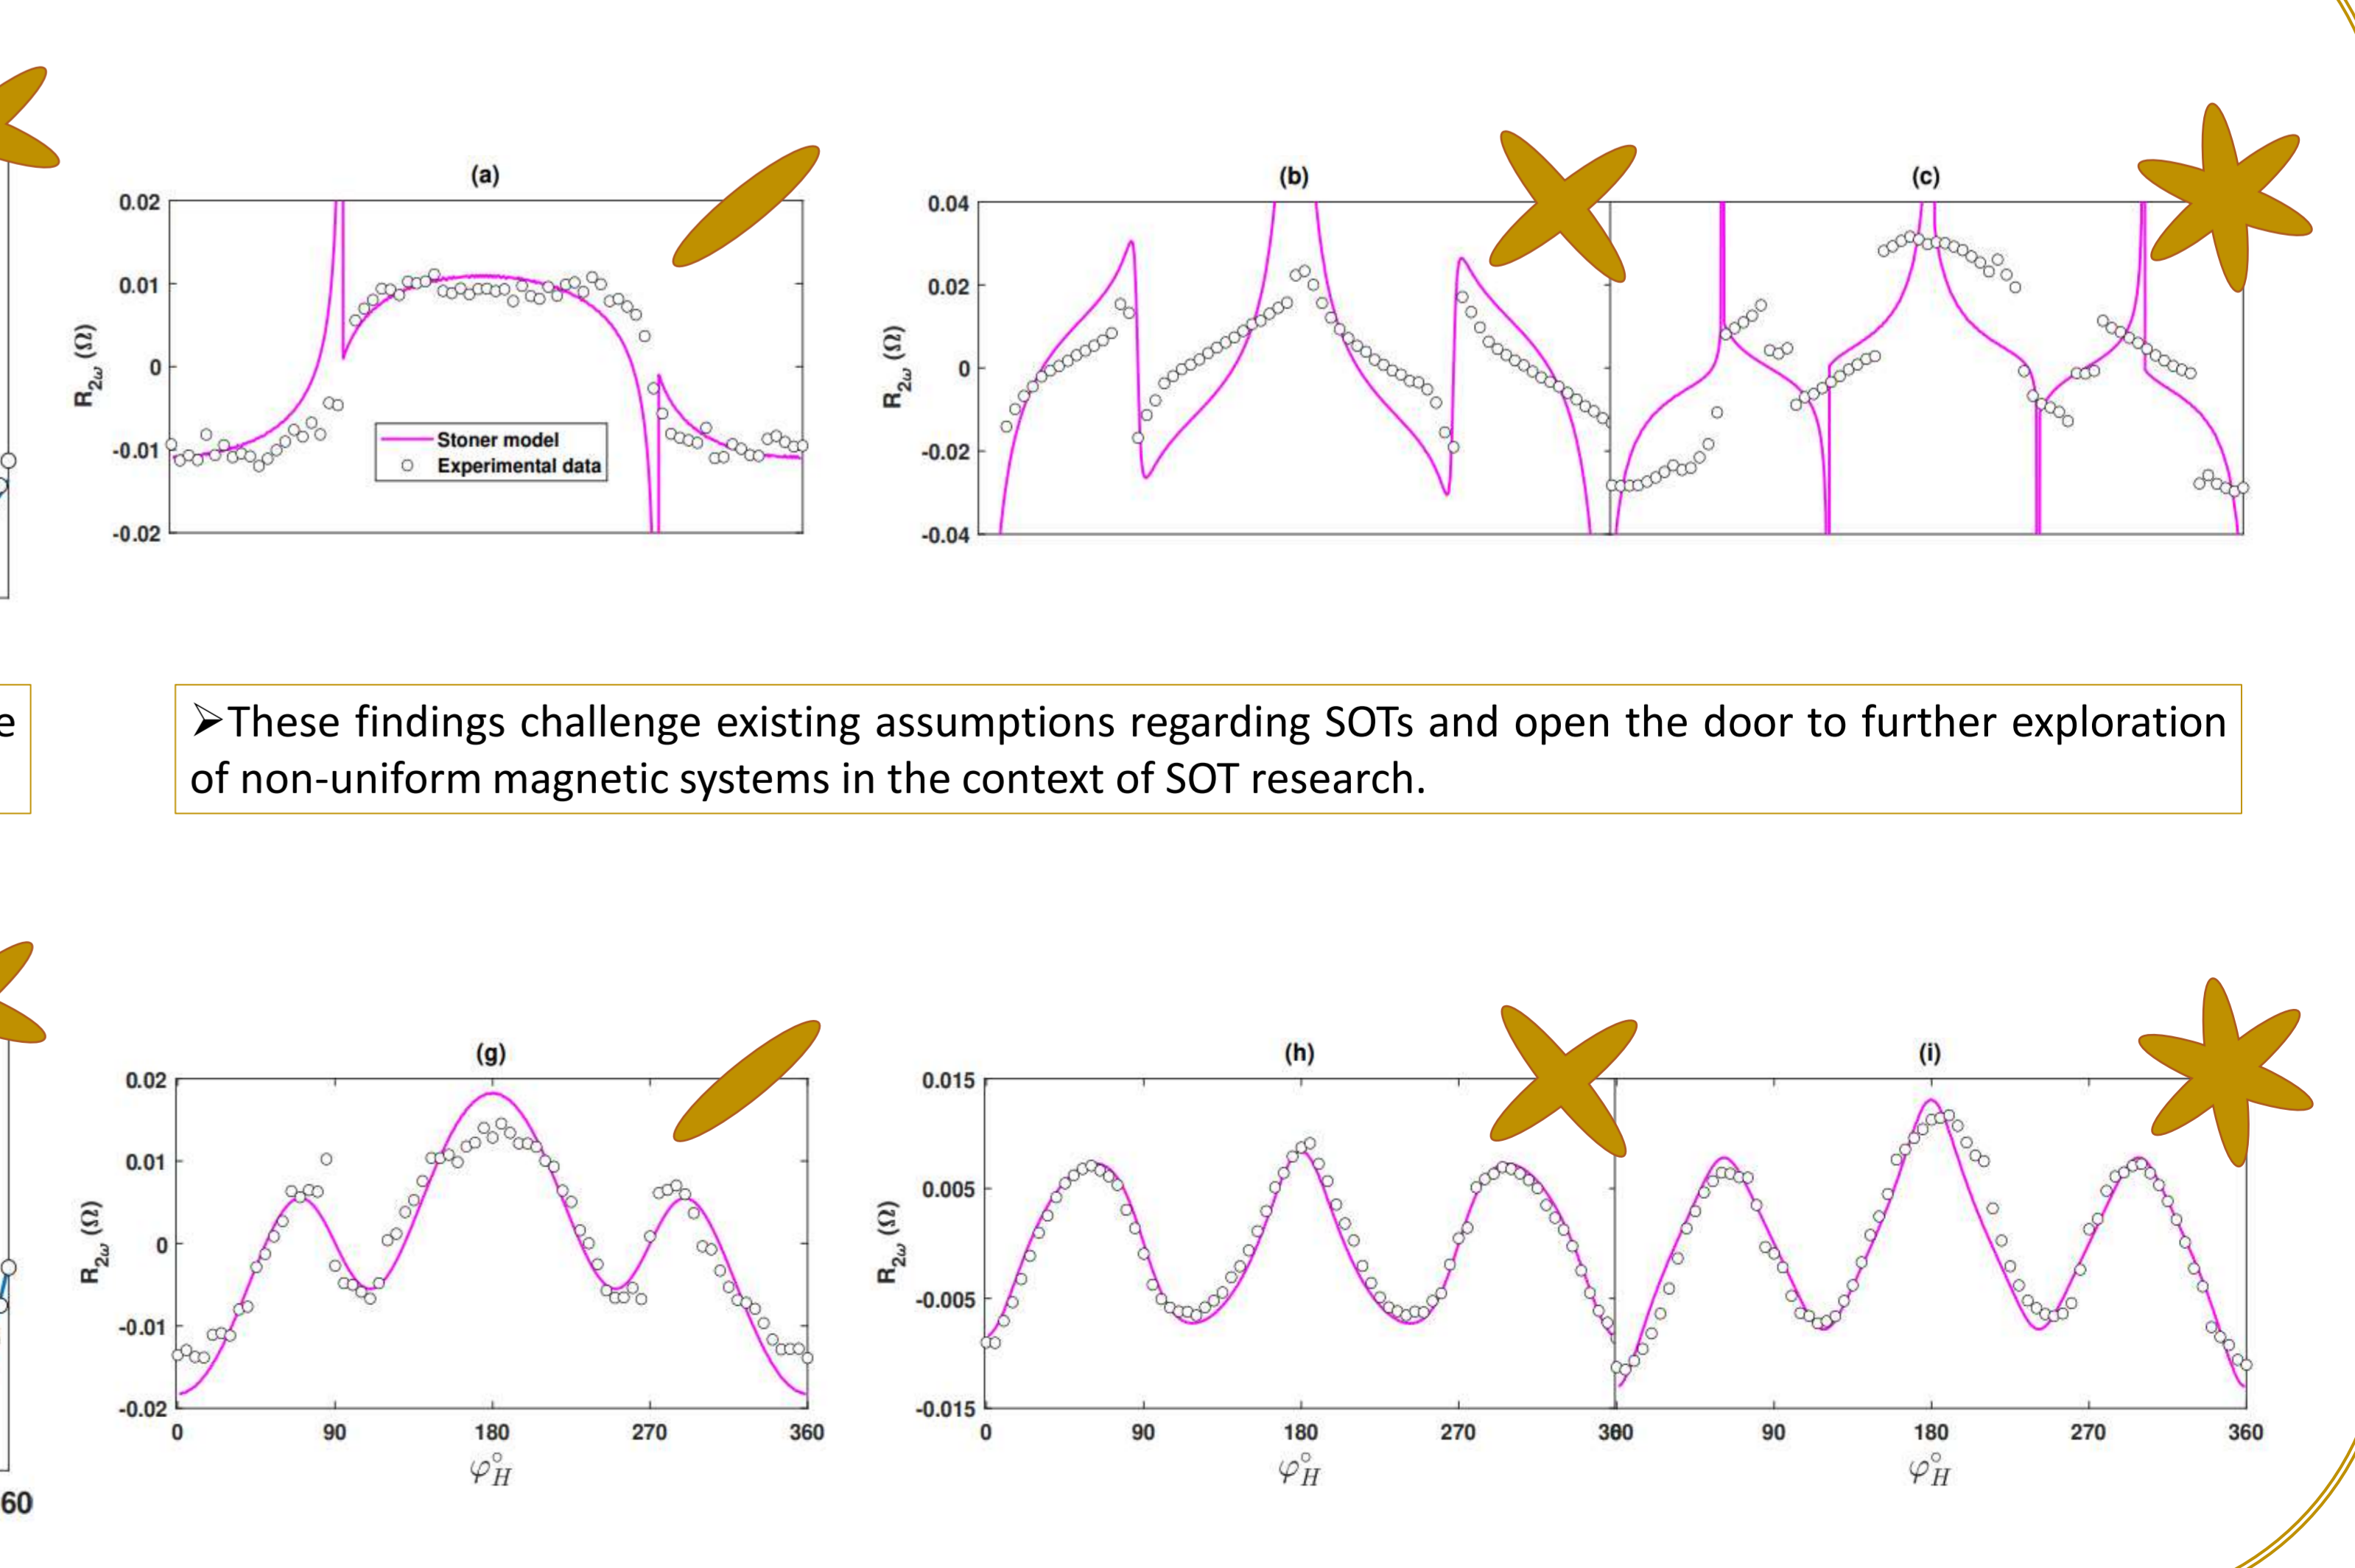 (a)
(b)
(c)
0.02
0.01
0
-0.01
-0.02
R2ω (Ω)
Stoner model
Experimental data
0.04
0.02
0
-0.02
-0.04
R2ω (Ω)
e
➢These findings challenge existing assumptions regarding SOTs and open the door to further exploration
of non-uniform magnetic systems in the context of SOT research.
(g)
(h)
(i)
0.02
0.01
0
-0.01
-0.02
R2ω (Ω)
0 90 180 270 360
φ°H
0.015
0.005
-0.005
-0.015
R2ω (Ω)
0 90 180 270
90 180 270 360
φ°H
φ°H
60